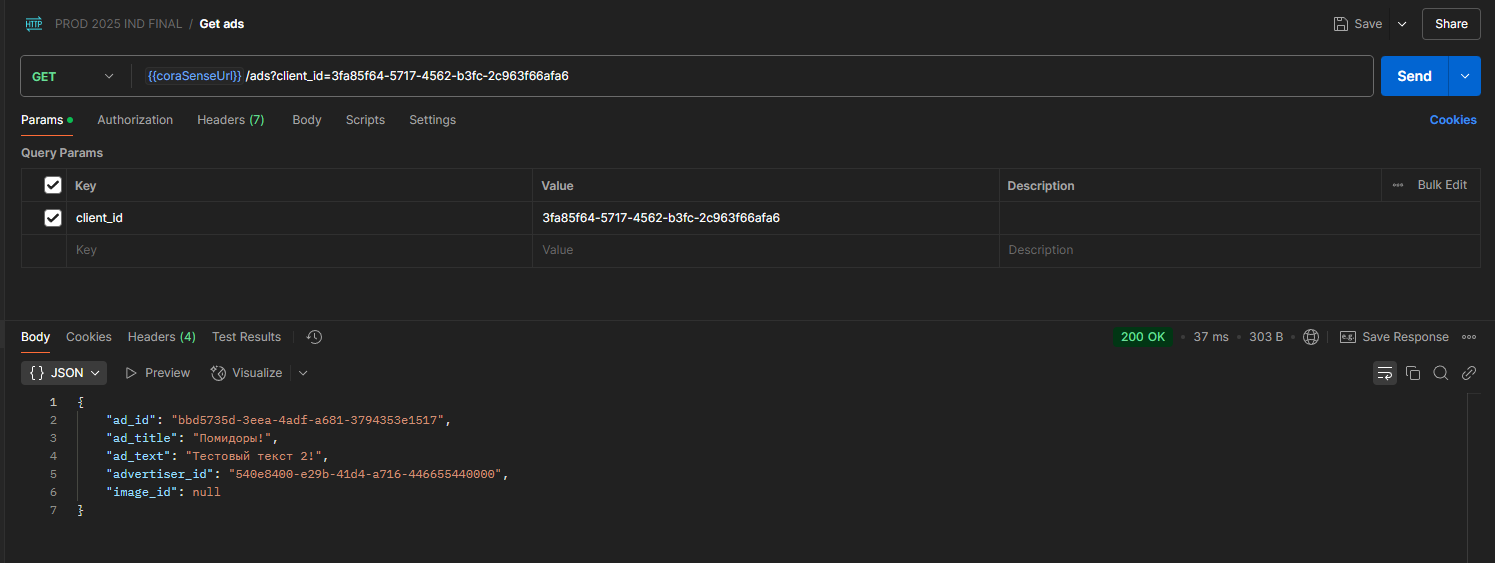 HTTP PROD 2025 IND FINAL / Get ads Save Share
GET {{coraSenseUrl}} /ads?client_id=3fa85f64-5717-4562-b3fc-2c963f66afa6 Send
Params Authorization Headers (7) Body Scripts Settings Cookies
Query Params
Key Value Description Bulk Edit
client_id 3fa85f64-5717-4562-b3fc-2c963f66afa6
Key Value Description
Body Cookies Headers (4) Test Results 200 OK • 37 ms • 303 B • e.g. Save Response
{} JSON Preview Visualize
1 {
2 "ad_id": "bbd5735d-3eea-4adf-a681-3794353e1517",
3 "ad_title": "Помидоры!",
4 "ad_text": "Тестовый текст 2!",
5 "advertiser_id": "540e8400-e29b-41d4-a716-446655440000",
6 "image_id": null
7 }